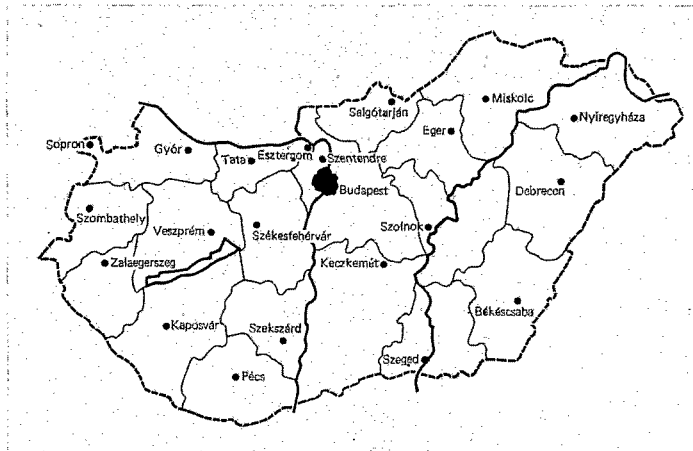 Miskolc
Salgótarján
Nyíregyháza
Eger
Sopron
Győr
Esztergom
Tata
Szentendre
Budapest
Debrecen
Szombathely
Veszprém
Székesfehérvár
Szolnok
Zalaegerszeg
Keczkemét
Békéscsaba
Kaposvár
Szekszárd
Szeged
Pécs